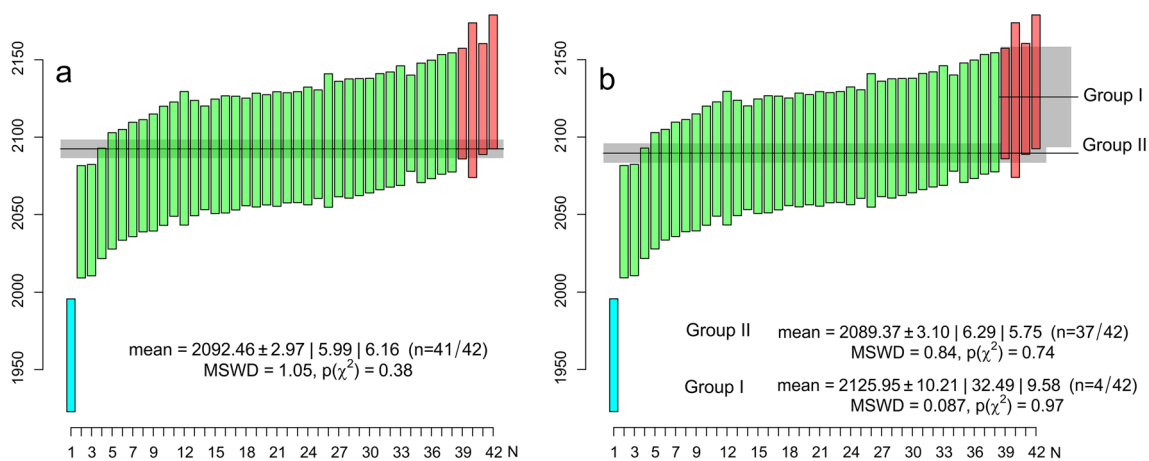 a
2150
2100
2050
2000
1950
mean = 2092.46 ± 2.97 | 5.99 | 6.16 (n=41/42)
MSWD = 1.05, p(χ²) = 0.38
1 3 5 7 9 12 15 18 21 24 27 30 33 36 39 42 N
b
2150
2100
2050
2000
1950
Group I
Group II
Group II mean = 2089.37 ± 3.10 | 6.29 | 5.75 (n=37/42)
MSWD = 0.84, p(χ²) = 0.74
Group I mean = 2125.95 ± 10.21 | 32.49 | 9.58 (n=4/42)
MSWD = 0.087, p(χ²) = 0.97
1 3 5 7 9 12 15 18 21 24 27 30 33 36 39 42 N